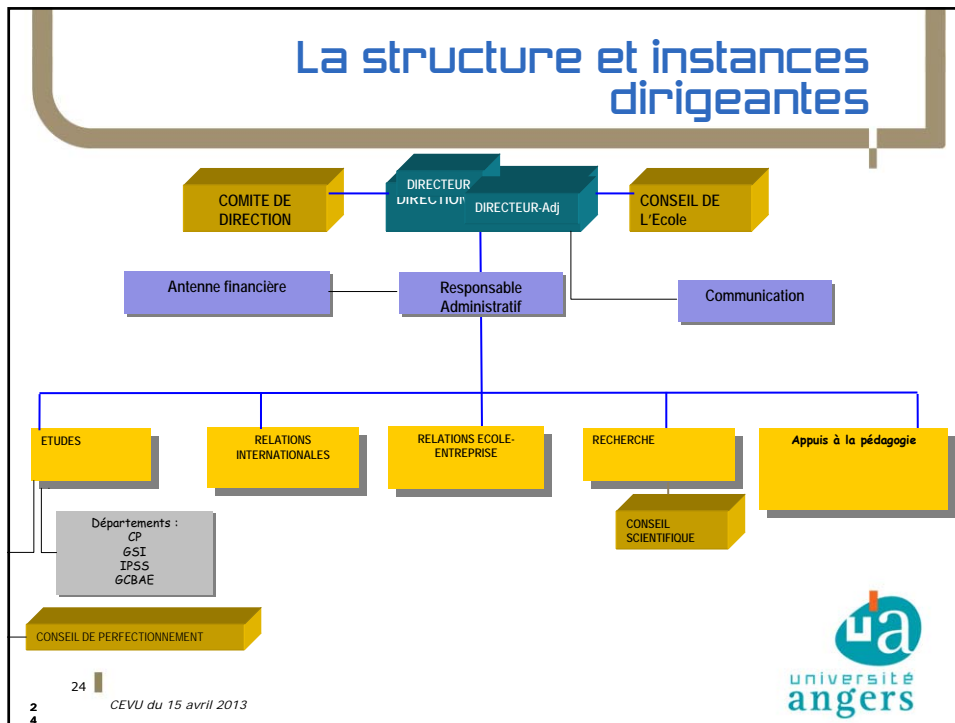 La structure et instances
dirigeantes
COMITE DE
DIRECTION
DIRECTEUR
DIRECTION
DIRECTEUR-Adj
CONSEIL DE
L'Ecole
Antenne financière
Responsable
Administratif
Communication
ETUDES
RELATIONS
INTERNATIONALES
RELATIONS ECOLE-
ENTREPRISE
RECHERCHE
Appuis à la pédagogie
Départements :
CP
GSI
IPSS
GCBAE
CONSEIL
SCIENTIFIQUE
CONSEIL DE PERFECTIONNEMENT
ua
université
angers
24
CEVU du 15 avril 2013
2
4